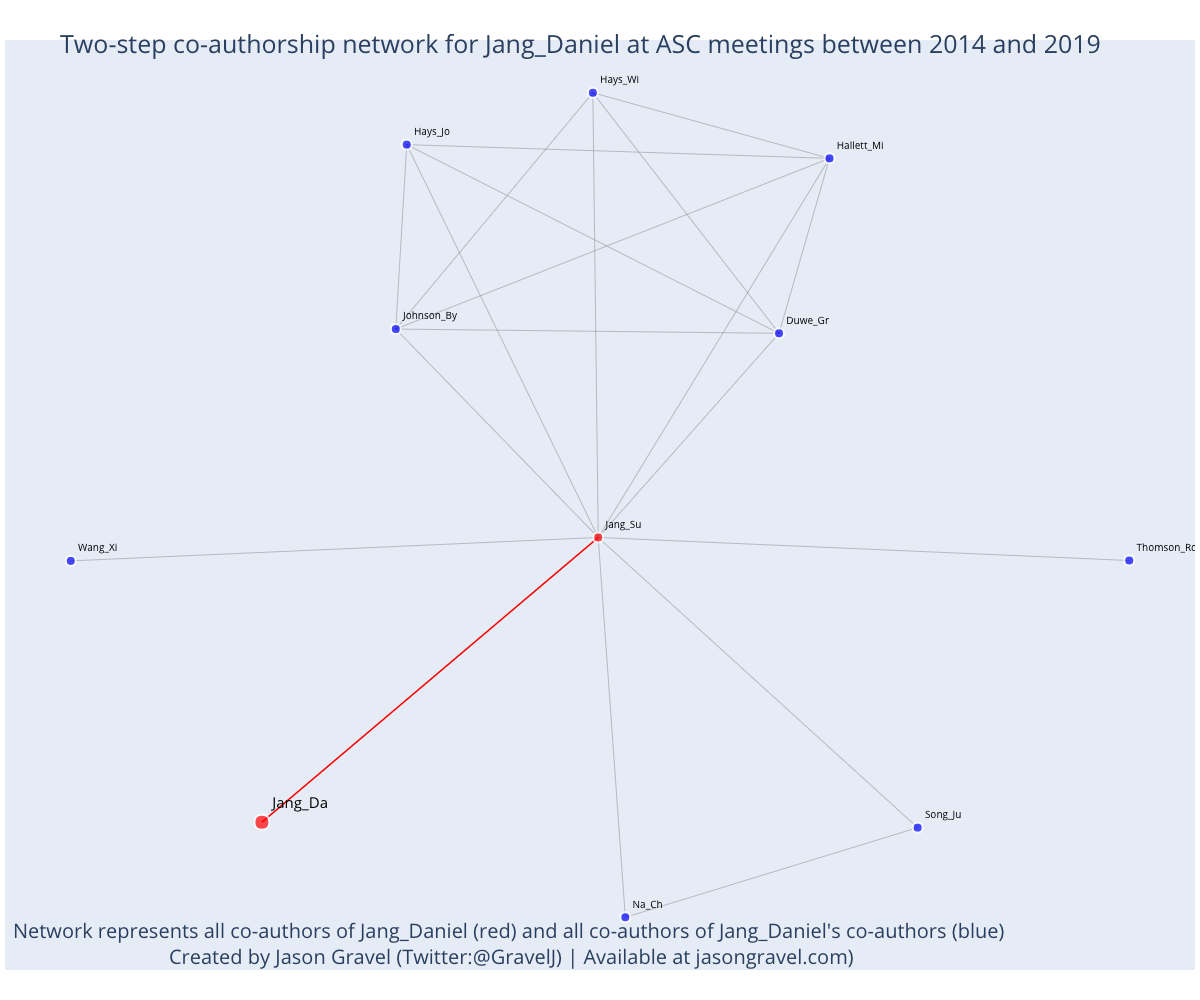 Two-step co-authorship network for Jang_Daniel at ASC meetings between 2014 and 2019
Hays_Wi
Hays_Jo
Hallett_Mi
Johnson_By
Duwe_Gr
Jang_Su
Wang_Xi
Thomson_Ro
Jang_Da
Song_Ju
Na_Ch
Network represents all co-authors of Jang_Daniel (red) and all co-authors of Jang_Daniel's co-authors (blue)
Created by Jason Gravel (Twitter:@GravelJ) | Available at jasongravel.com)